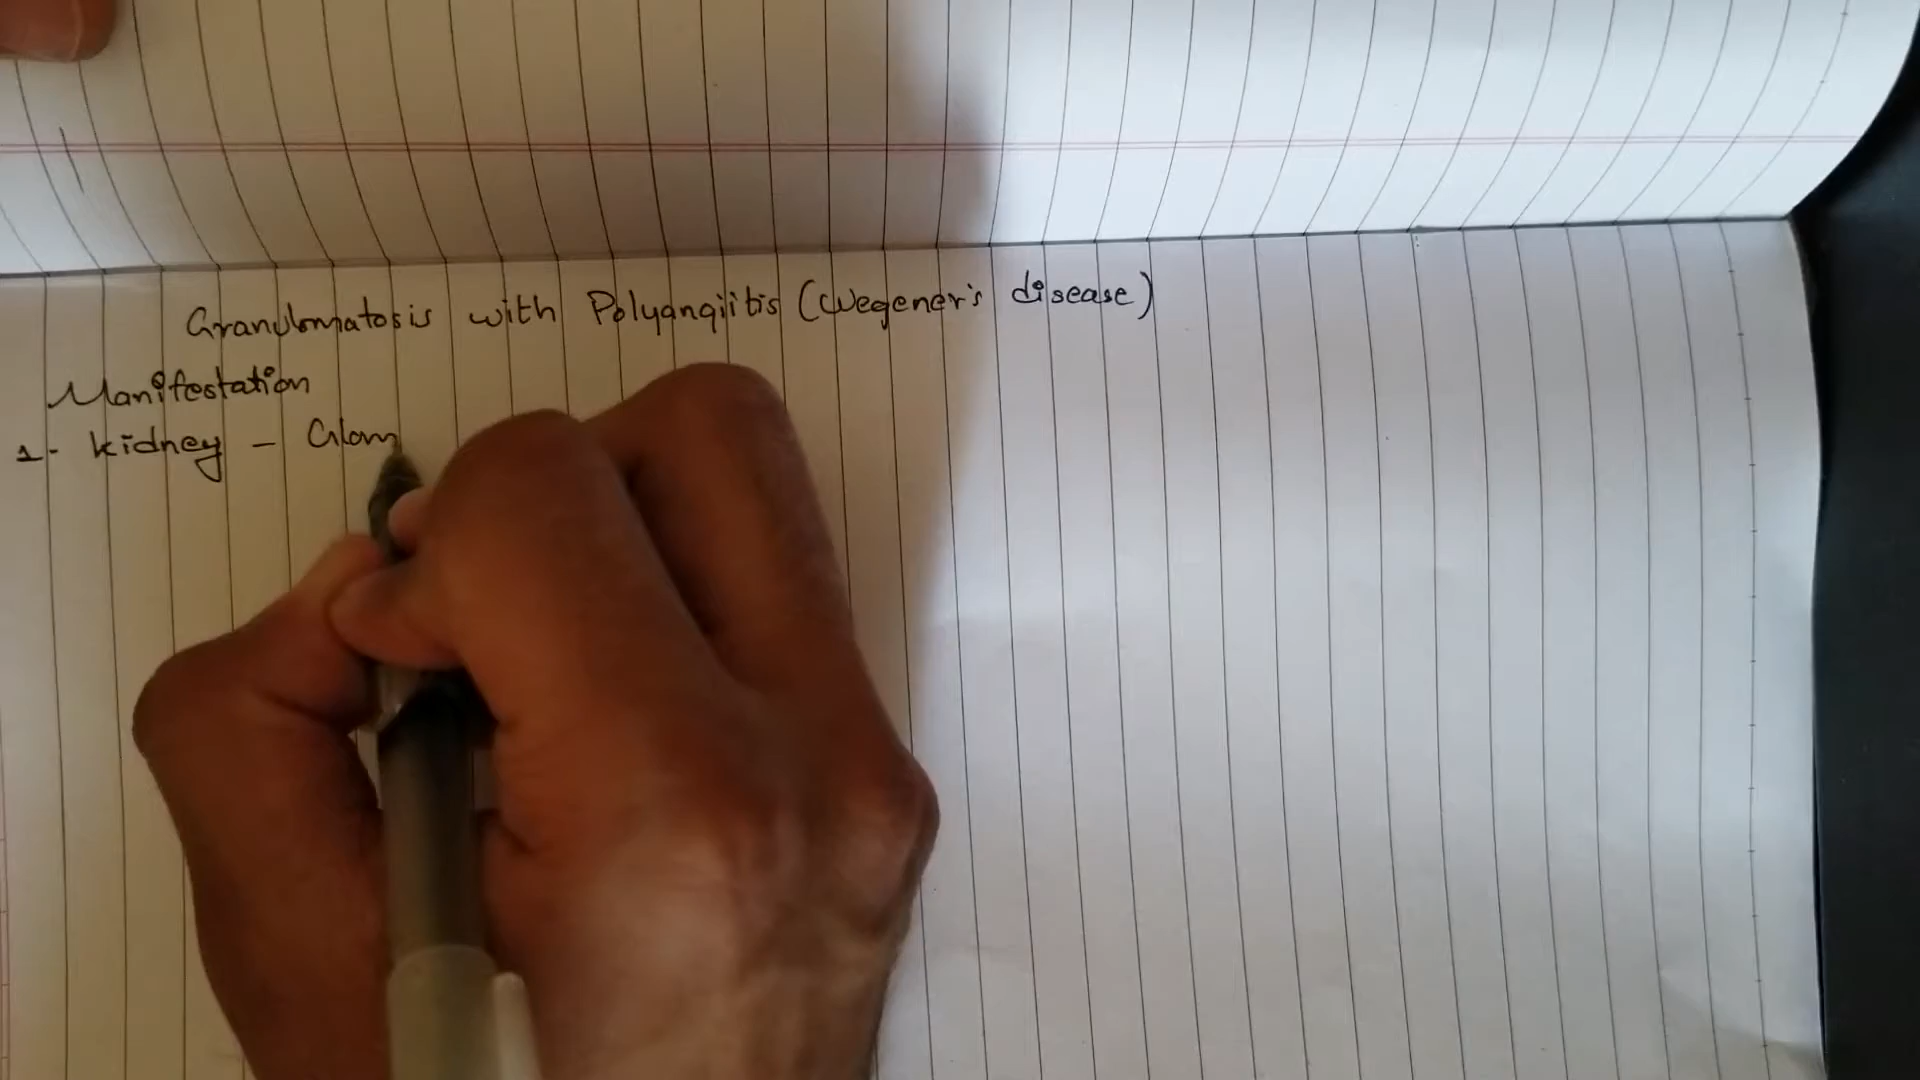 Granulomatosis with Polyangiitis (Wegener's disease)
Manifestation
1- kidney - Glom